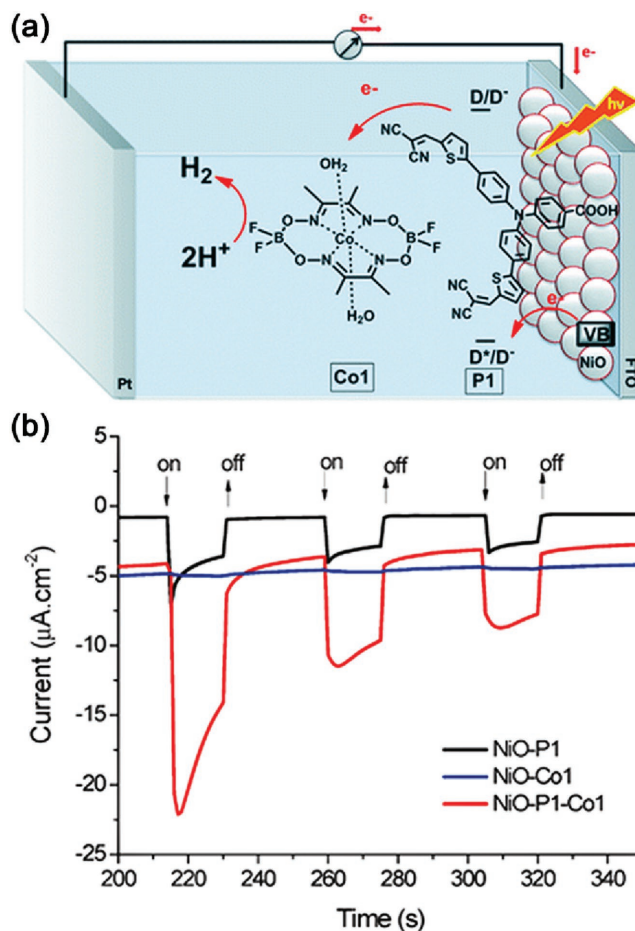 (a)
e-
e-
hv
D/D-
e-
NC
CN
S
OH₂
H₂
F
F
B
O
O
N
N
Co
N
N
O
O
B
F
F
2H⁺
H₂O
N
COOH
NC
CN
S
e-
VB
NiO
D*/D-
Pt
Co1
P1
FTO
(b)
5
0
-5
-10
-15
-20
-25
on
off
on
off
on
off
Current (µA.cm⁻²)
NiO-P1
NiO-Co1
NiO-P1-Co1
200 220 240 260 280 300 320 340
Time (s)